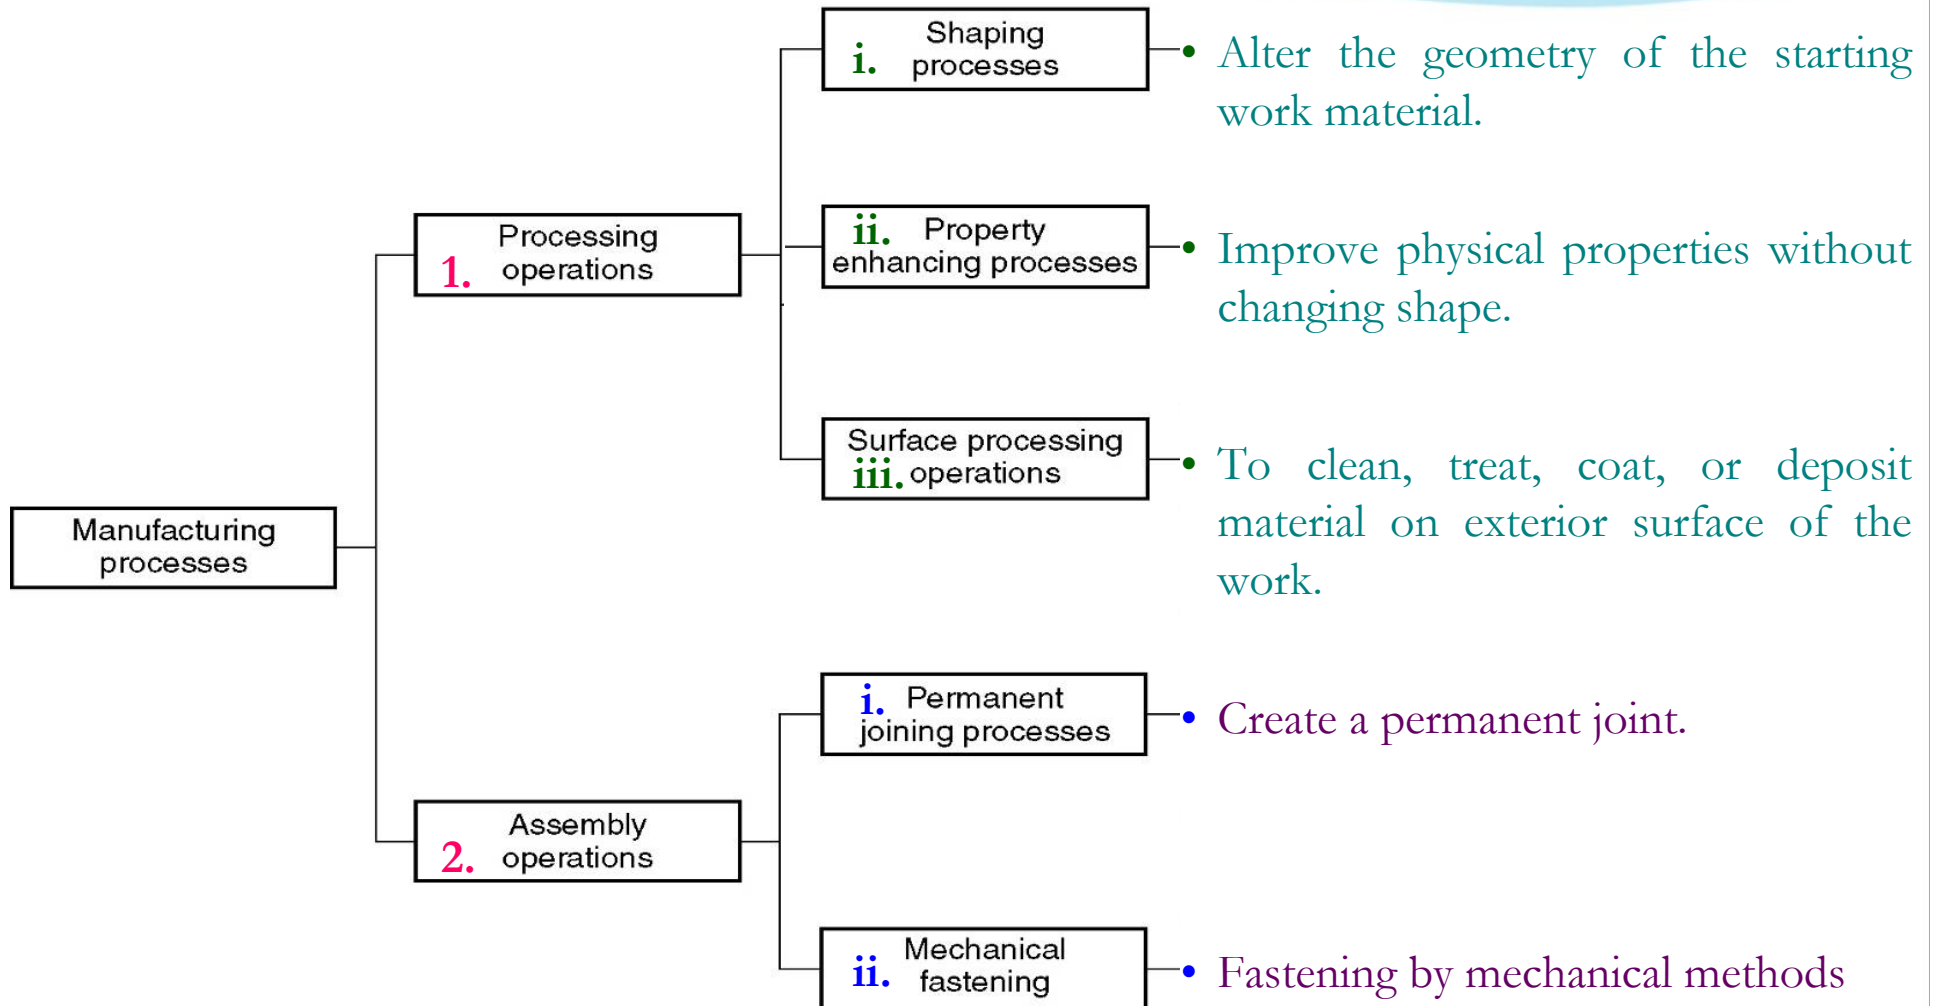 Manufacturing
processes
1. Processing
operations
i. Shaping
processes
• Alter the geometry of the starting
work material.
ii. Property
enhancing processes
• Improve physical properties without
changing shape.
Surface processing
iii. operations
• To clean, treat, coat, or deposit
material on exterior surface of the
work.
2. Assembly
operations
i. Permanent
joining processes
• Create a permanent joint.
ii. Mechanical
fastening
• Fastening by mechanical methods